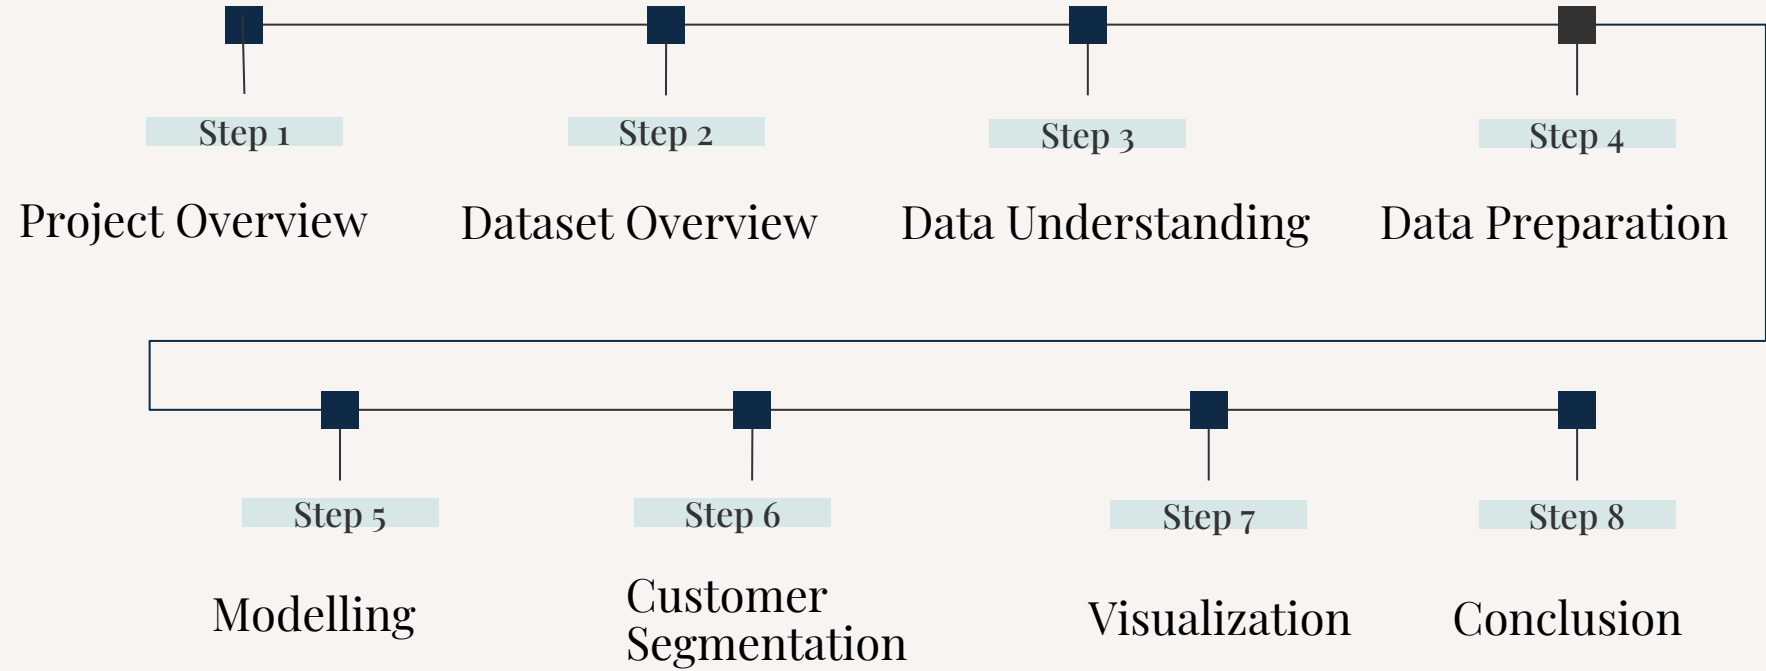 Step 1
Step 2
Step 3
Step 4
Project Overview
Dataset Overview
Data Understanding
Data Preparation
Step 5
Step 6
Step 7
Step 8
Modelling
Customer
Segmentation
Visualization
Conclusion